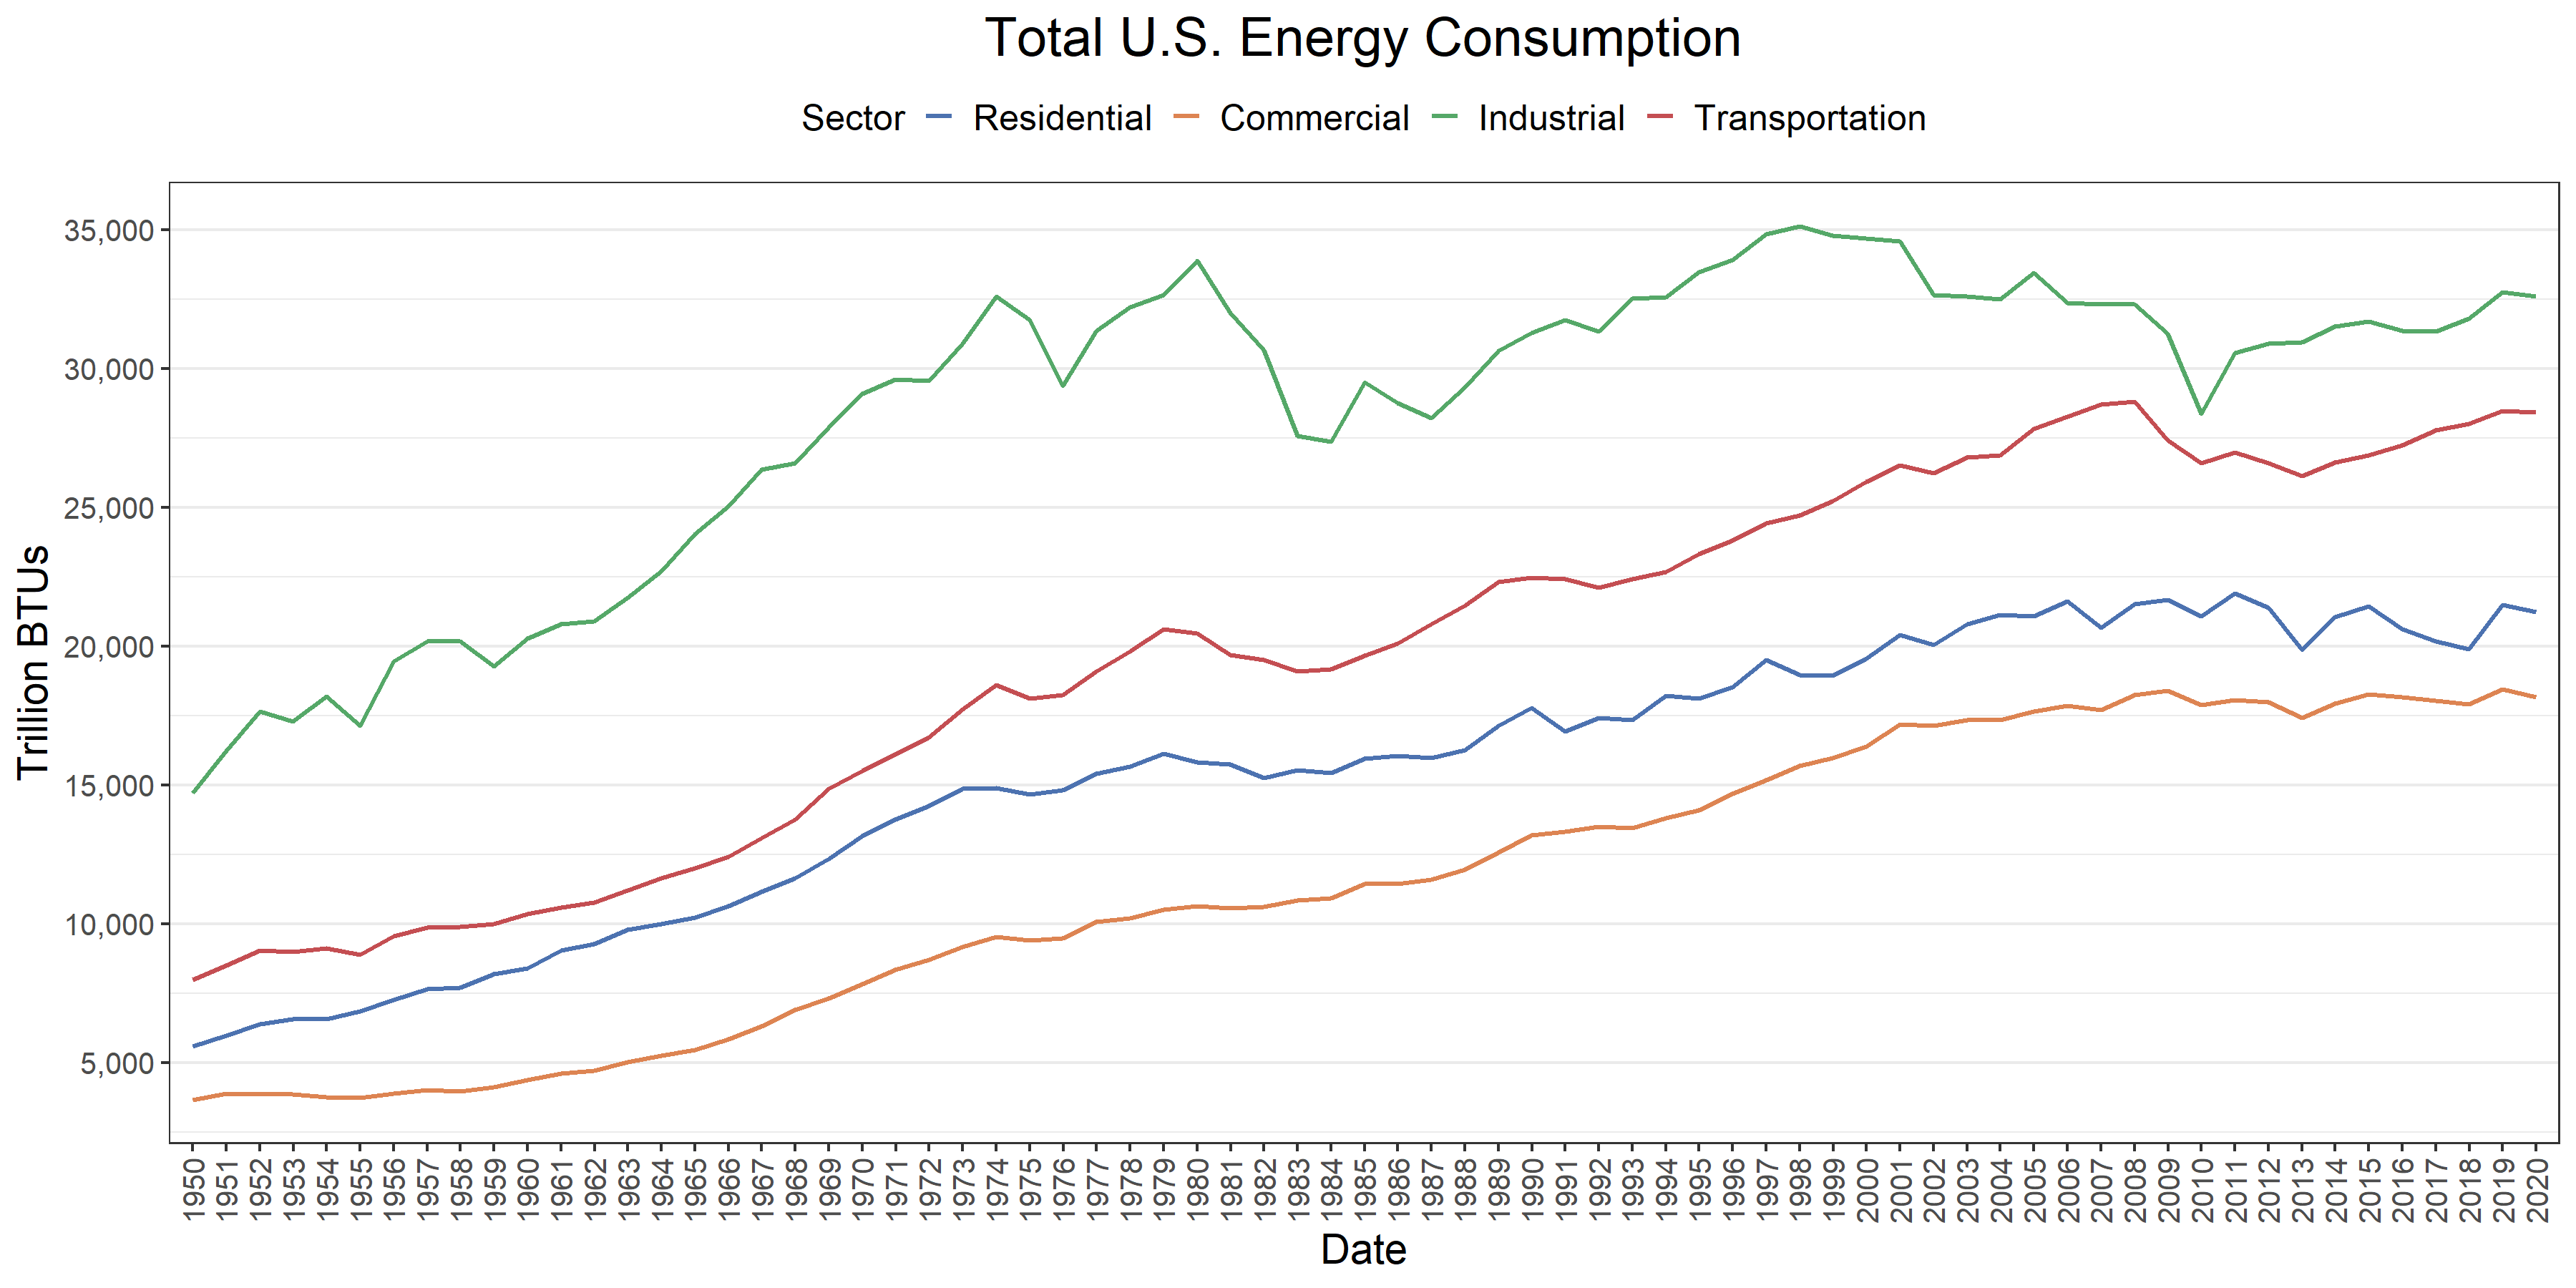 Total U.S. Energy Consumption
Sector Residential Commercial Industrial Transportation
35,000
30,000
25,000
20,000
15,000
10,000
5,000
Trillion BTUs
1950 1951 1952 1953 1954 1955 1956 1957 1958 1959 1960 1961 1962 1963 1964 1965 1966 1967 1968 1969 1970 1971 1972 1973 1974 1975 1976 1977 1978 1979 1980 1981 1982 1983 1984 1985 1986 1987 1988 1989 1990 1991 1992 1993 1994 1995 1996 1997 1998 1999 2000 2001 2002 2003 2004 2005 2006 2007 2008 2009 2010 2011 2012 2013 2014 2015 2016 2017 2018 2019 2020
Date